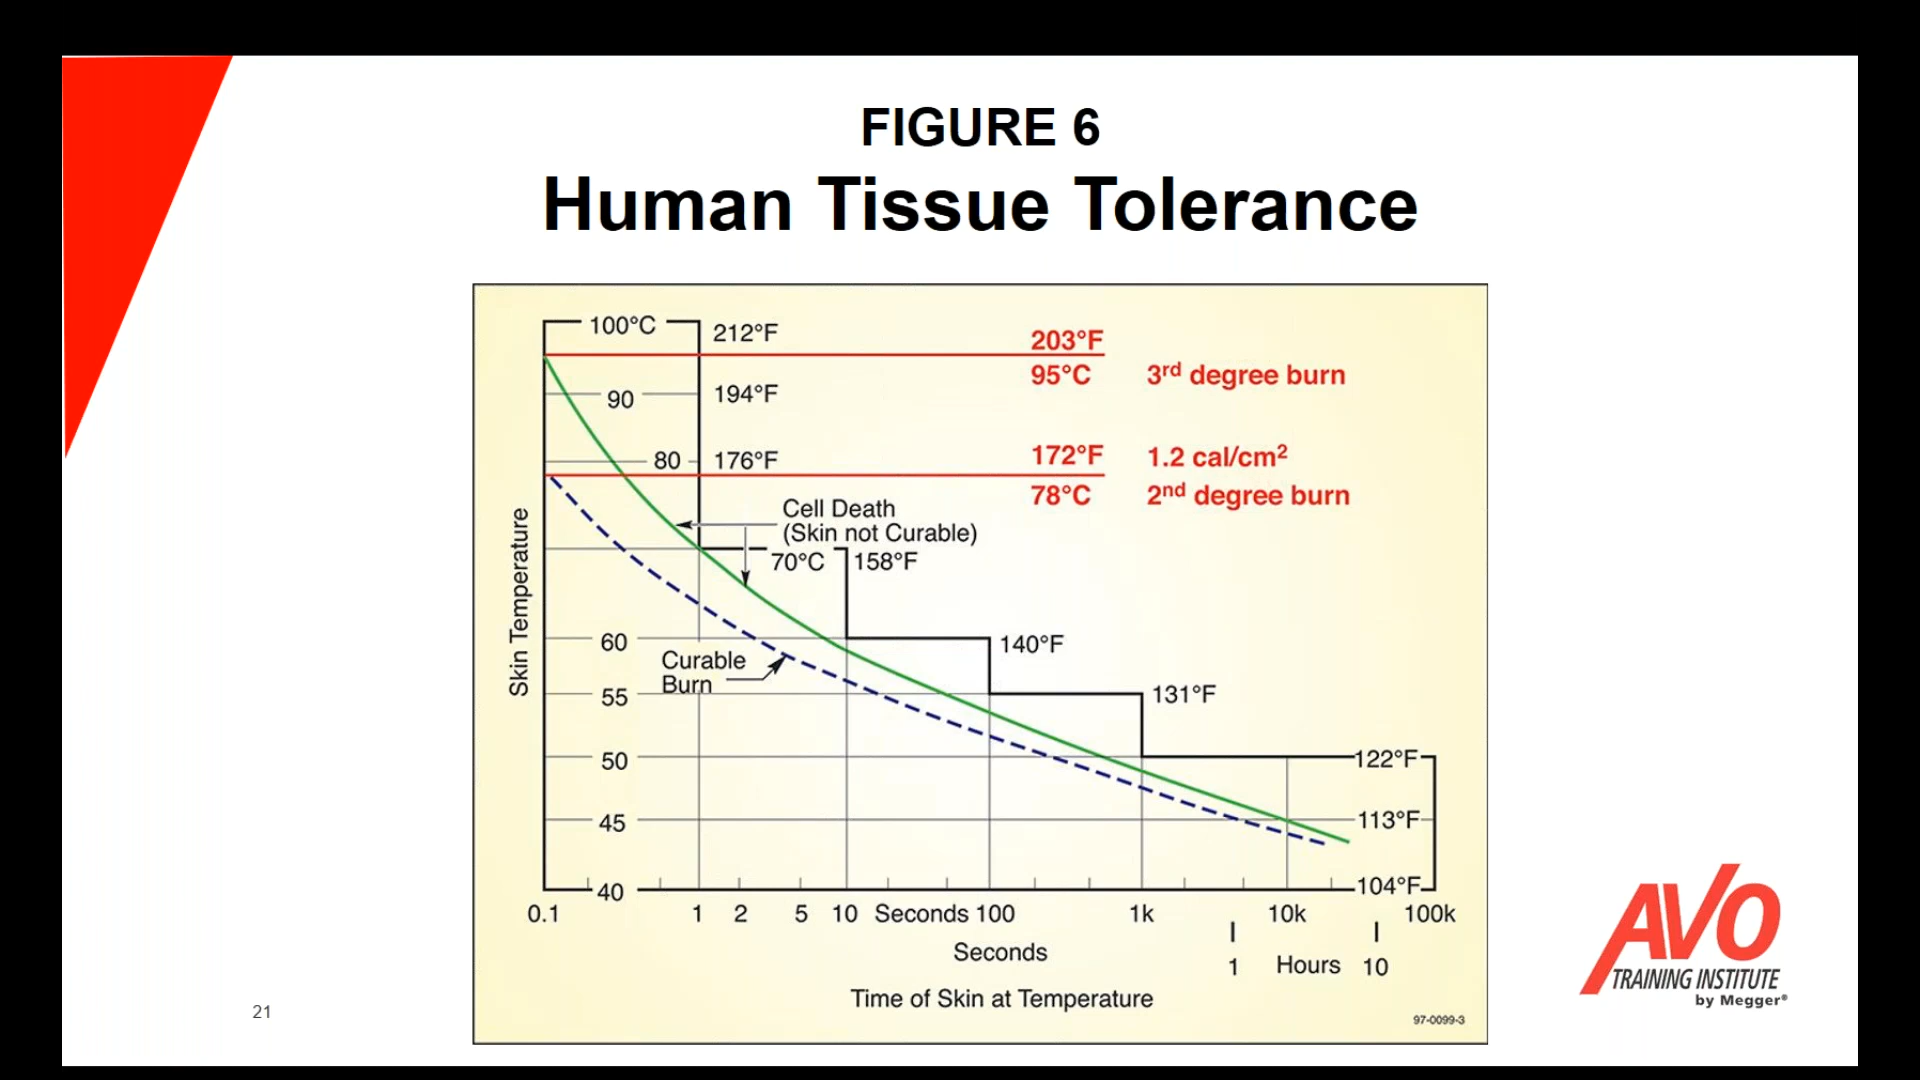 FIGURE 6
Human Tissue Tolerance
100°C
212°F
203°F
95°C
3rd degree burn
90
194°F
80
176°F
172°F
1.2 cal/cm²
78°C
2nd degree burn
Cell Death
(Skin not Curable)
70°C
158°F
Skin Temperature
60
140°F
Curable
Burn
55
131°F
50
122°F
45
113°F
40
104°F
0.1 1 2 5 10 Seconds 100 1k 10k 100k
Seconds
1 Hours 10
Time of Skin at Temperature
97-0099-3
21
AVO
TRAINING INSTITUTE
by Megger®